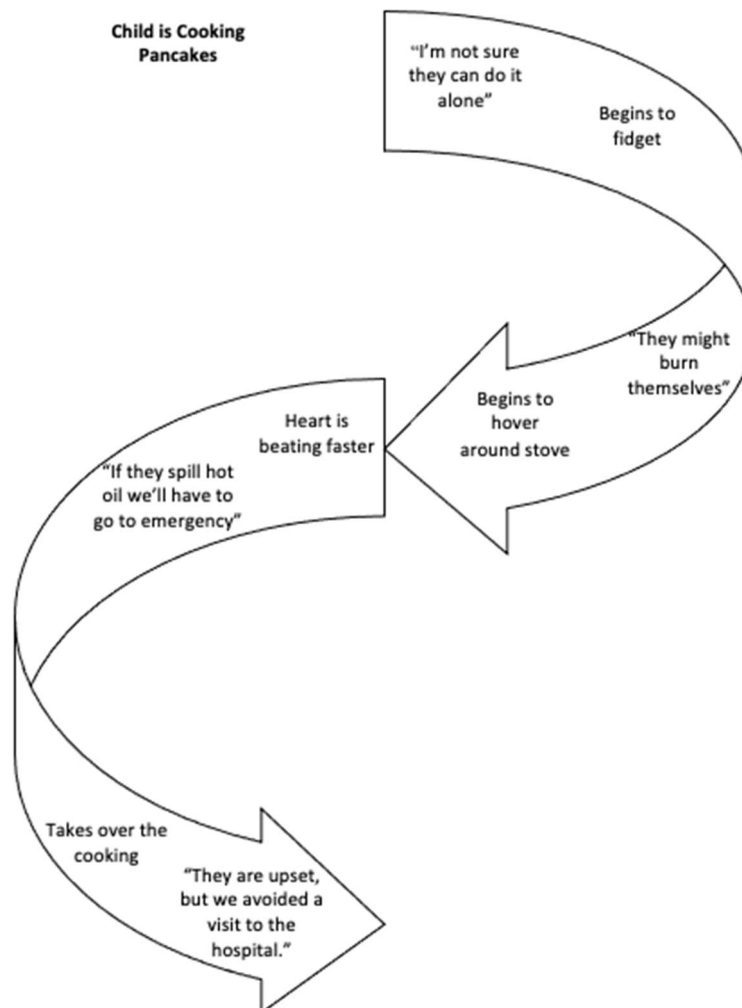 Child is Cooking
Pancakes
"I'm not sure
they can do it
alone"
Begins to
fidget
"They might
burn
themselves"
Begins to
hover
around stove
Heart is
beating faster
"If they spill hot
oil we'll have to
go to emergency"
Takes over the
cooking
"They are upset,
but we avoided a
visit to the
hospital."